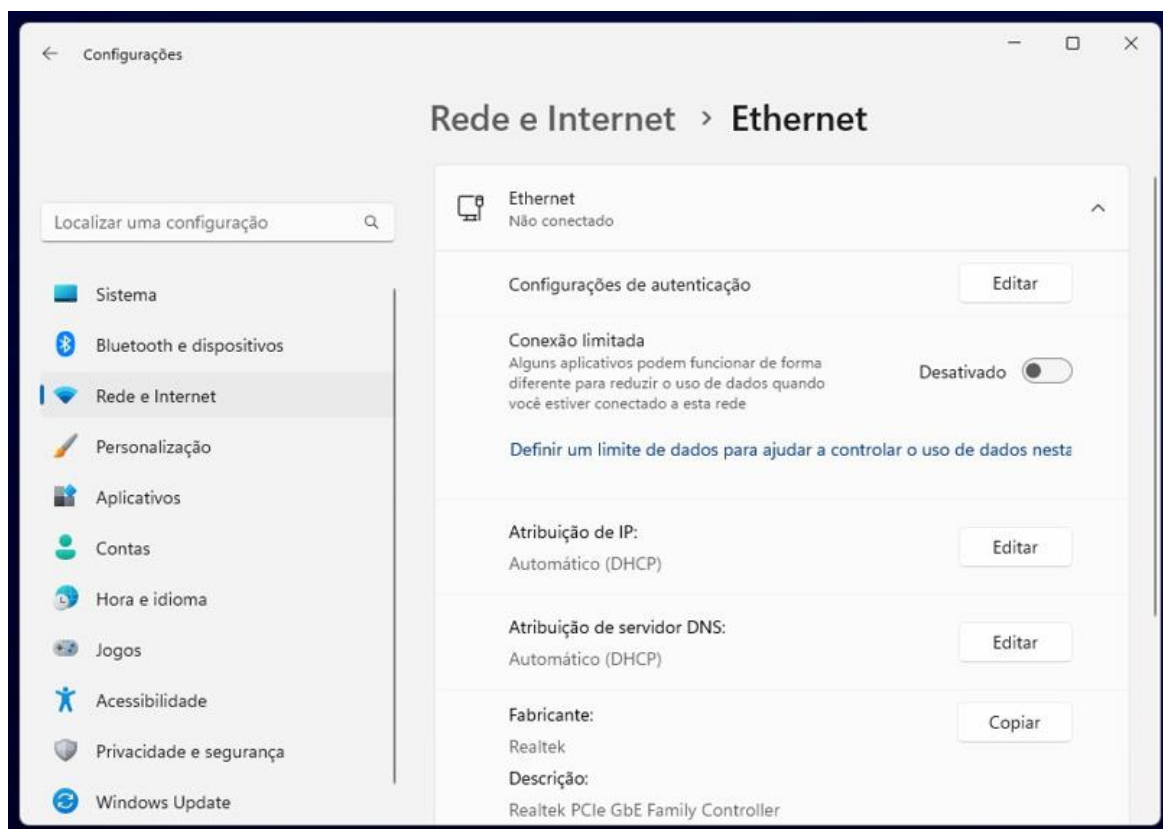 Configurações
Rede e Internet > Ethernet
Localizar uma configuração
Sistema
Bluetooth e dispositivos
Rede e Internet
Personalização
Aplicativos
Contas
Hora e idioma
Jogos
Acessibilidade
Privacidade e segurança
Windows Update
Ethernet
Não conectado
Configurações de autenticação
Editar
Conexão limitada
Alguns aplicativos podem funcionar de forma
diferente para reduzir o uso de dados quando
você estiver conectado a esta rede
Desativado
Definir um limite de dados para ajudar a controlar o uso de dados nesta
Atribuição de IP:
Automático (DHCP)
Editar
Atribuição de servidor DNS:
Automático (DHCP)
Editar
Fabricante:
Realtek
Copiar
Descrição:
Realtek PCIe GbE Family Controller